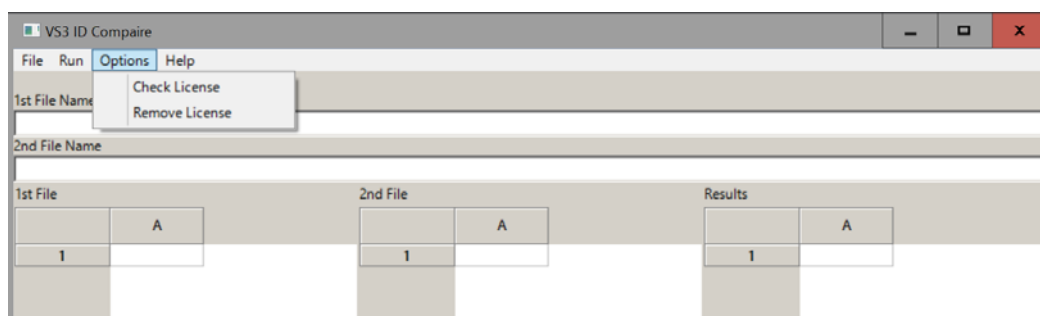 VS3 ID Compaire
File Run Options Help
Check License
Remove License
1st File Name
2nd File Name
1st File 2nd File Results
A A A
1 1 1